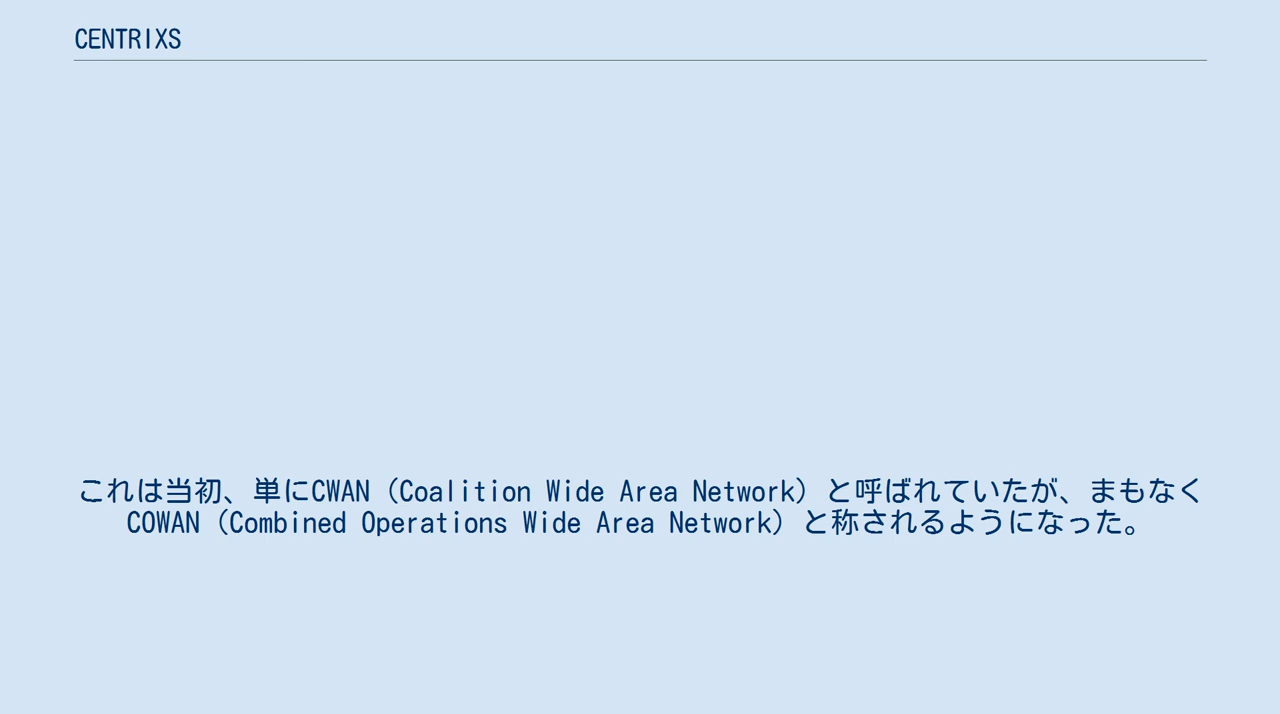 CENTRIXS
これは当初、単にCWAN（Coalition Wide Area Network）と呼ばれていたが、まもなく
COWAN（Combined Operations Wide Area Network）と称されるようになった。